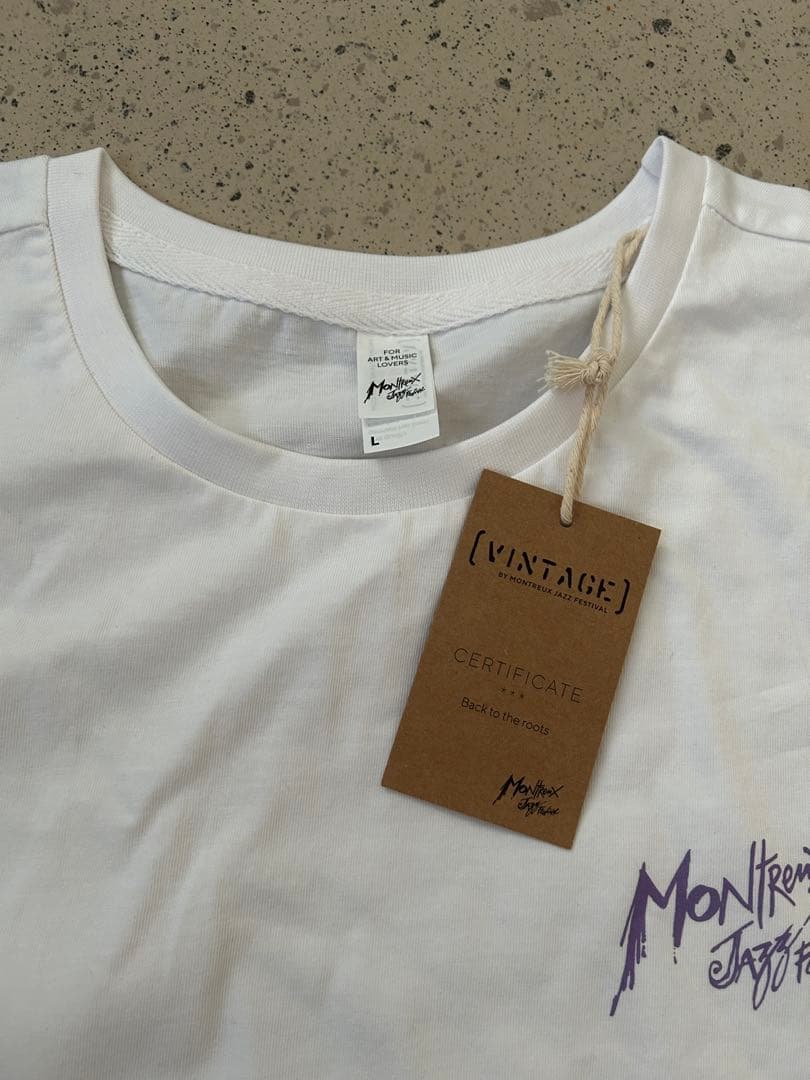 FOR
ART & MUSIC
LOVERS
MONTREUX
Jazz Festival
L
[VINTAGE]
BY MONTREUX JAZZ FESTIVAL
CERTIFICATE
***
Back to the roots
MONTREUX
Jazz Festival
MONTREU
JAZZ F